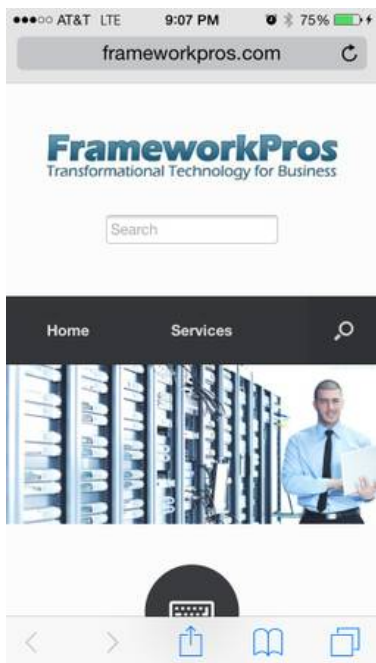 AT&T LTE 9:07 PM 75%
frameworkpros.com
FrameworkPros
Transformational Technology for Business
Search
Home Services